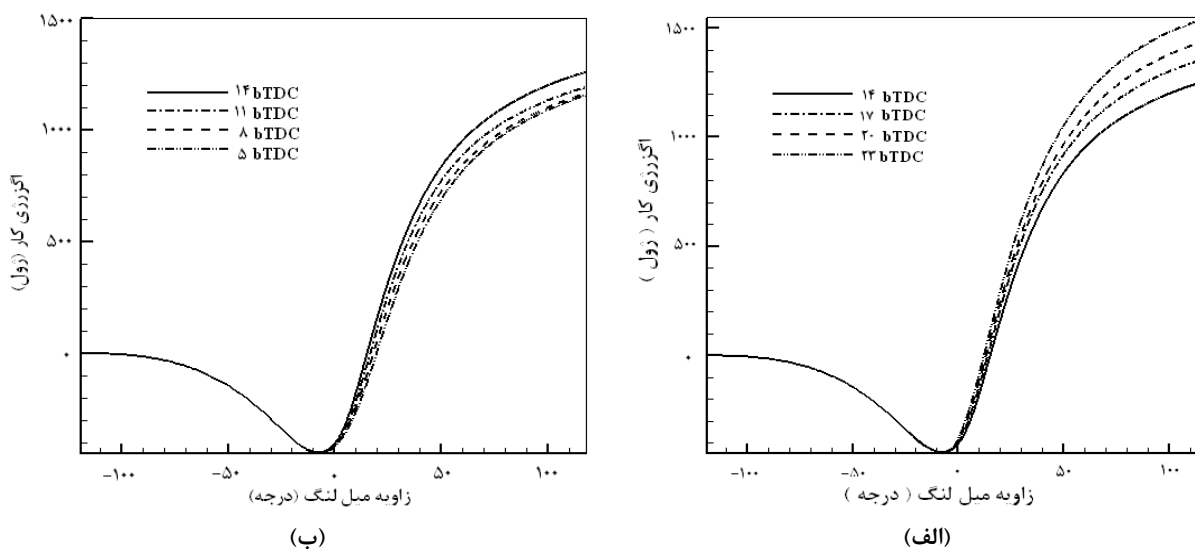 ۱۵۰۰
۱۰۰۰
۵۰۰
۰
اگزرژی کار ( ژول )
۱۴ bTDC
۱۷ bTDC
۲۰ bTDC
۲۳ bTDC
-۱۰۰ -۵۰ ۰ ۵۰ ۱۰۰
زاویه میل لنگ ( درجه )
(الف)
۱۵۰۰
۱۰۰۰
۵۰۰
۰
اگزرژی کار (ژول)
۱۴ bTDC
۱۱ bTDC
۸ bTDC
۵ bTDC
-۱۰۰ -۵۰ ۰ ۵۰ ۱۰۰
زاویه میل لنگ (درجه)
(ب)